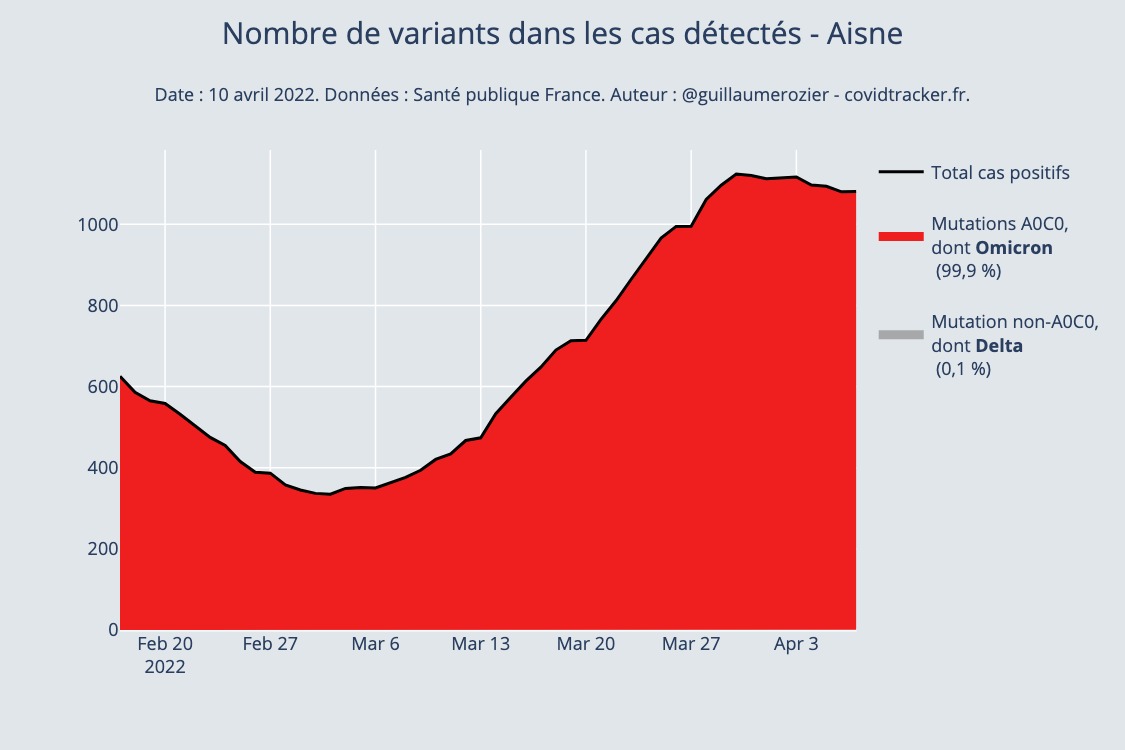 Nombre de variants dans les cas détectés - Aisne
Date : 10 avril 2022. Données : Santé publique France. Auteur : @guillaumerozier - covidtracker.fr.
Total cas positifs
Mutations A0C0,
dont Omicron
(99,9 %)
Mutation non-A0C0,
dont Delta
(0,1 %)
1000
800
600
400
200
0
Feb 20 Feb 27 Mar 6 Mar 13 Mar 20 Mar 27 Apr 3
2022